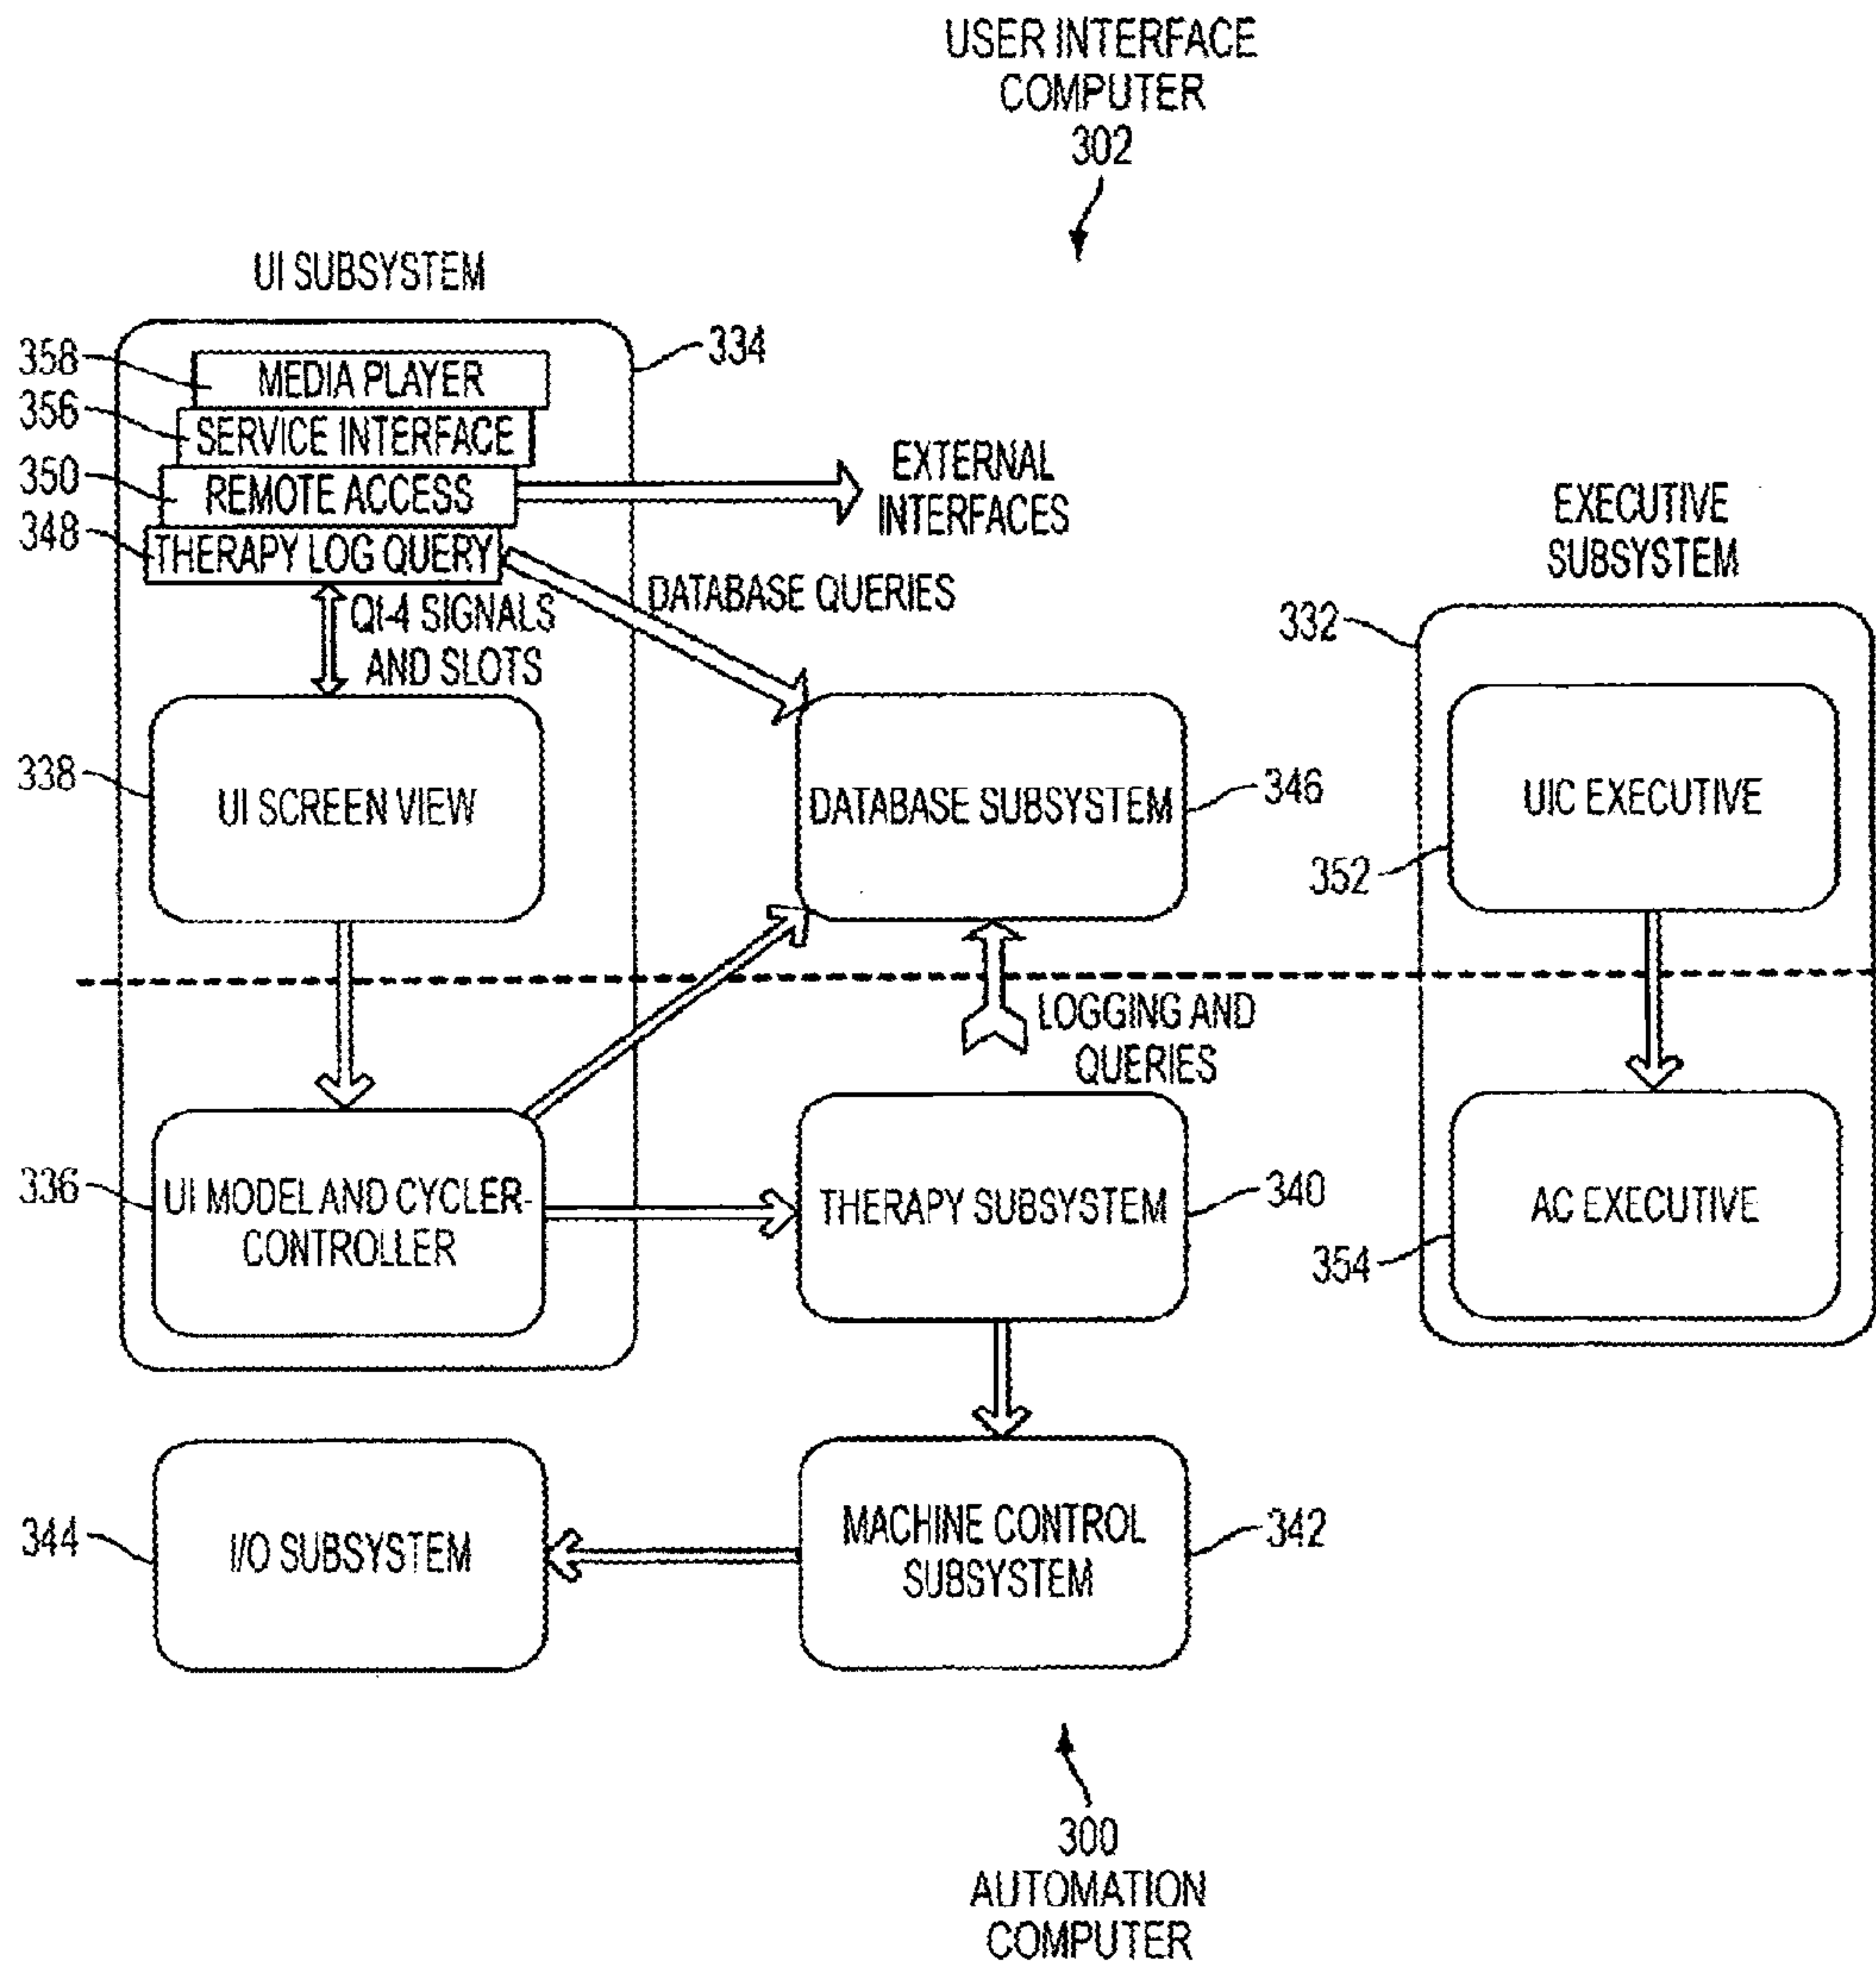 USER INTERFACE
COMPUTER
302
UI SUBSYSTEM
334
358
MEDIA PLAYER
356
SERVICE INTERFACE
350
REMOTE ACCESS
348
THERAPY LOG QUERY
EXTERNAL
INTERFACES
DATABASE QUERIES
QI-4 SIGNALS
AND SLOTS
EXECUTIVE
SUBSYSTEM
332
338
UI SCREEN VIEW
DATABASE SUBSYSTEM
346
UIC EXECUTIVE
352
LOGGING AND
QUERIES
336
UI MODEL AND CYCLER-
CONTROLLER
THERAPY SUBSYSTEM
340
AC EXECUTIVE
354
344
I/O SUBSYSTEM
MACHINE CONTROL
SUBSYSTEM
342
300
AUTOMATION
COMPUTER